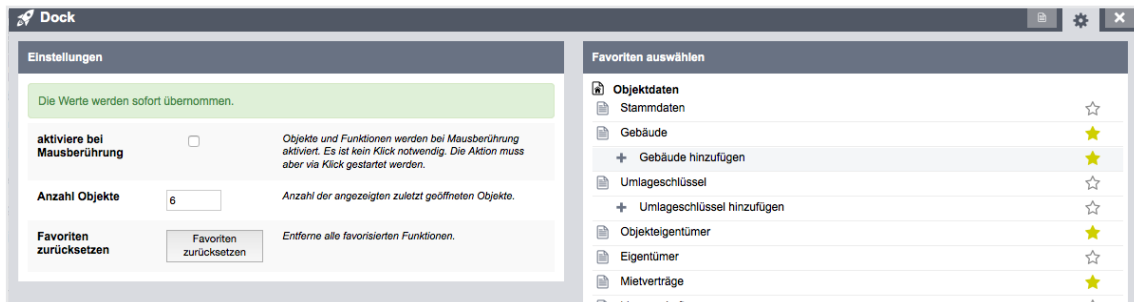 Dock
Einstellungen
Die Werte werden sofort übernommen.
aktiviere bei
Mausberührung
Objekte und Funktionen werden bei Mausberührung
aktiviert. Es ist kein Klick notwendig. Die Aktion muss
aber via Klick gestartet werden.
Anzahl Objekte
6
Anzahl der angezeigten zuletzt geöffneten Objekte.
Favoriten
zurücksetzen
Favoriten
zurücksetzen
Entferne alle favorisierten Funktionen.
Favoriten auswählen
Objektdaten
Stammdaten
Gebäude
Gebäude hinzufügen
Umlageschlüssel
Umlageschlüssel hinzufügen
Objekteigentümer
Eigentümer
Mietverträge